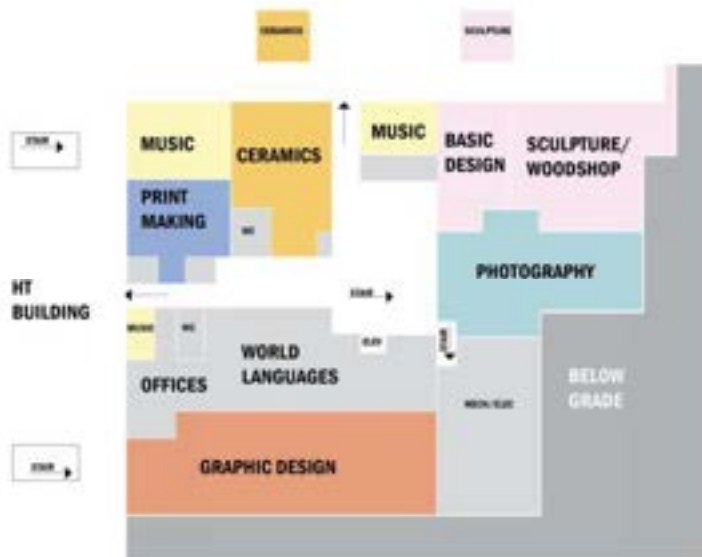 CERAMICS
SCULPTURE
STAIR
MUSIC
CERAMICS
MUSIC
BASIC
DESIGN
SCULPTURE/
WOODSHOP
PRINT
MAKING
WC
PHOTOGRAPHY
HT
BUILDING
STAIR
MUSIC
WC
OFFICES
WORLD
LANGUAGES
ELEV
STAIR
MECH/ELEC
BELOW
GRADE
STAIR
GRAPHIC DESIGN